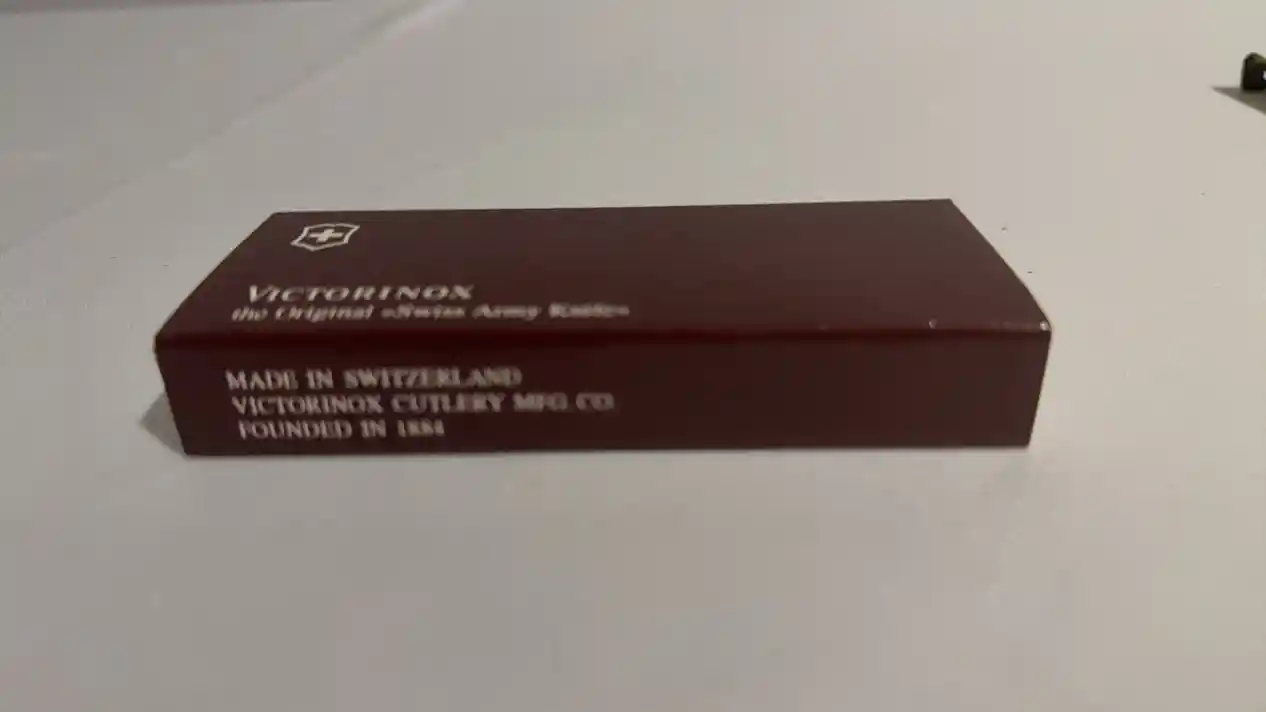 VICTORINOX
the Original «Swiss Army Knife»
MADE IN SWITZERLAND
VICTORINOX CUTLERY MFG. CO.
FOUNDED IN 1884